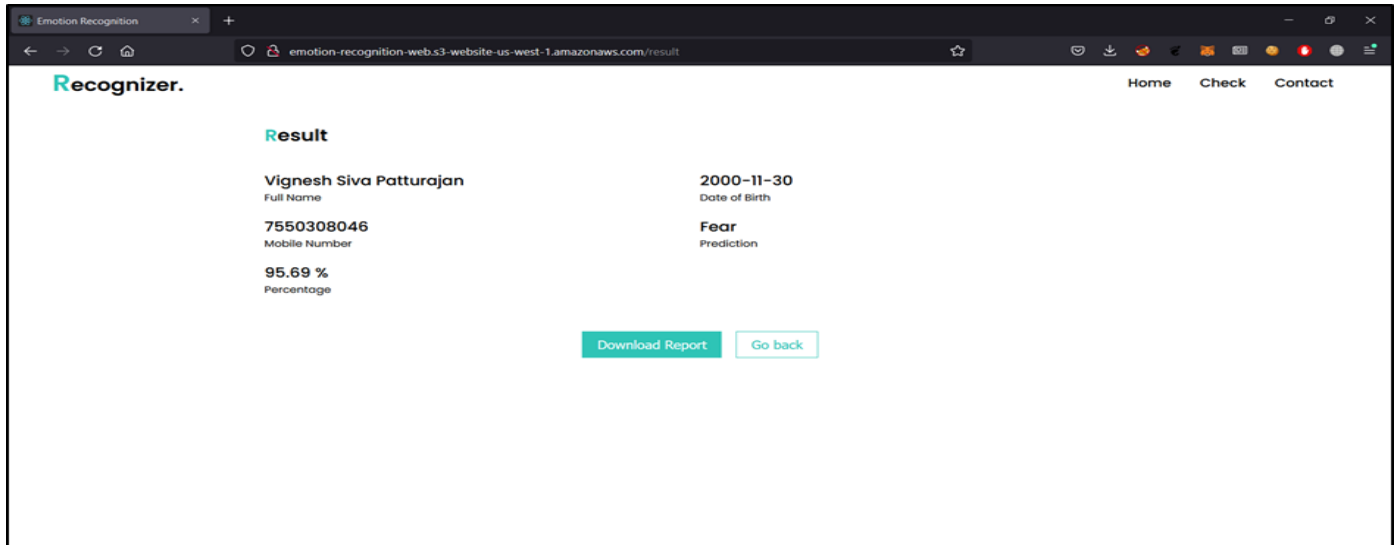 Emotion Recognition
emotion-recognition-web.s3-website-us-west-1.amazonaws.com/result
Recognizer.
Home Check Contact
Result
Vignesh Siva Patturajan
Full Name
2000-11-30
Date of Birth
7550308046
Mobile Number
Fear
Prediction
95.69 %
Percentage
Download Report Go back